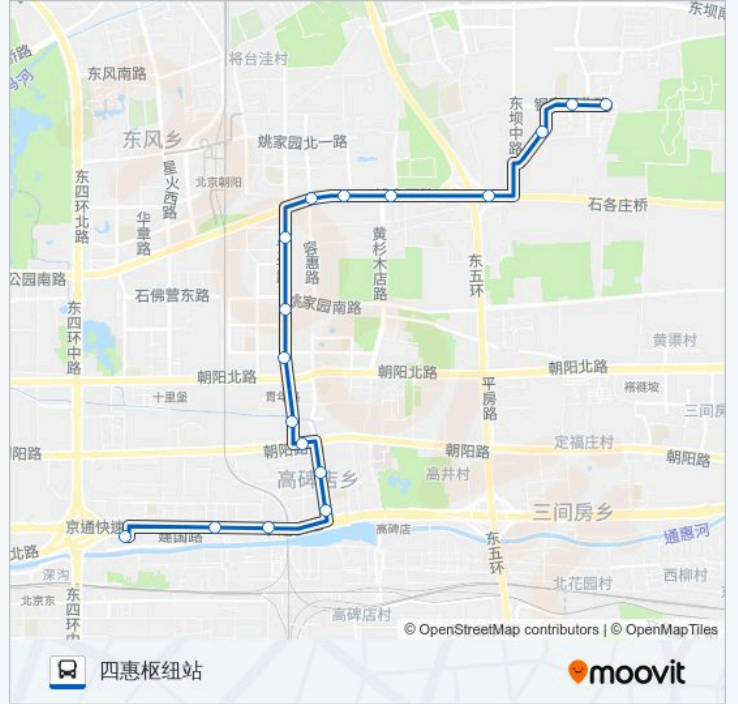 东坝南
桥路
马河
东风南路
将台洼村
东坝中路
东风乡
姚家园北一路
星火西路
北京朝阳
东四环北路
石各庄桥
华章路
容惠路
黄杉木店路
东五环
公园南路
石佛营东路
姚家园南路
东四环中路
黄渠村
朝阳北路
朝阳北路
朝阳北路
平房路
褡裢坡
十里堡
青年路
三间房
阳路
朝阳路
朝阳路
朝阳路
定福庄村
高碑店乡
高井村
三间房乡
京通快速
建国路
高碑店
通惠河
北路
东五环
深沟
北花园村
西柳村
北京东
东四环中
高碑店村
© OpenStreetMap contributors | © OpenMapTiles
四惠枢纽站
moovit